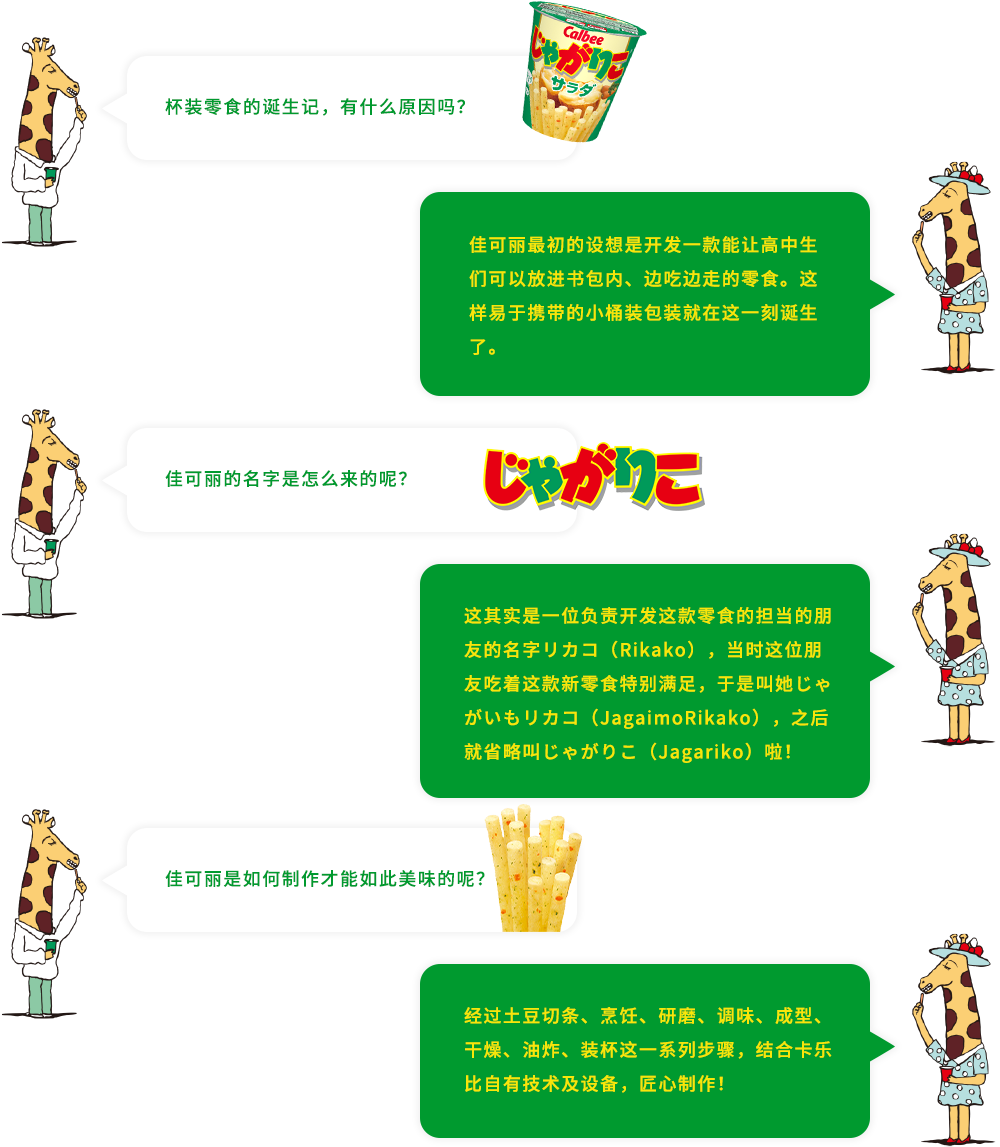 Calbee
じゃがりこ
サラダ
杯装零食的诞生记，有什么原因吗？
佳可丽最初的设想是开发一款能让高中生
们可以放进书包内、边吃边走的零食。这
样易于携带的小桶装包装就在这一刻诞生
了。
佳可丽的名字是怎么来的呢？
じゃがりこ
这其实是一位负责开发这款零食的担当的朋
友的名字リカコ（Rikako），当时这位朋
友吃着这款新零食特别满足，于是叫她じゃ
がいもリカコ（JagaimoRikako），之后
就省略叫じゃがりこ（Jagariko）啦！
佳可丽是如何制作才能如此美味的呢？
经过土豆切条、烹饪、研磨、调味、成型、
干燥、油炸、装杯这一系列步骤，结合卡乐
比自有技术及设备，匠心制作！